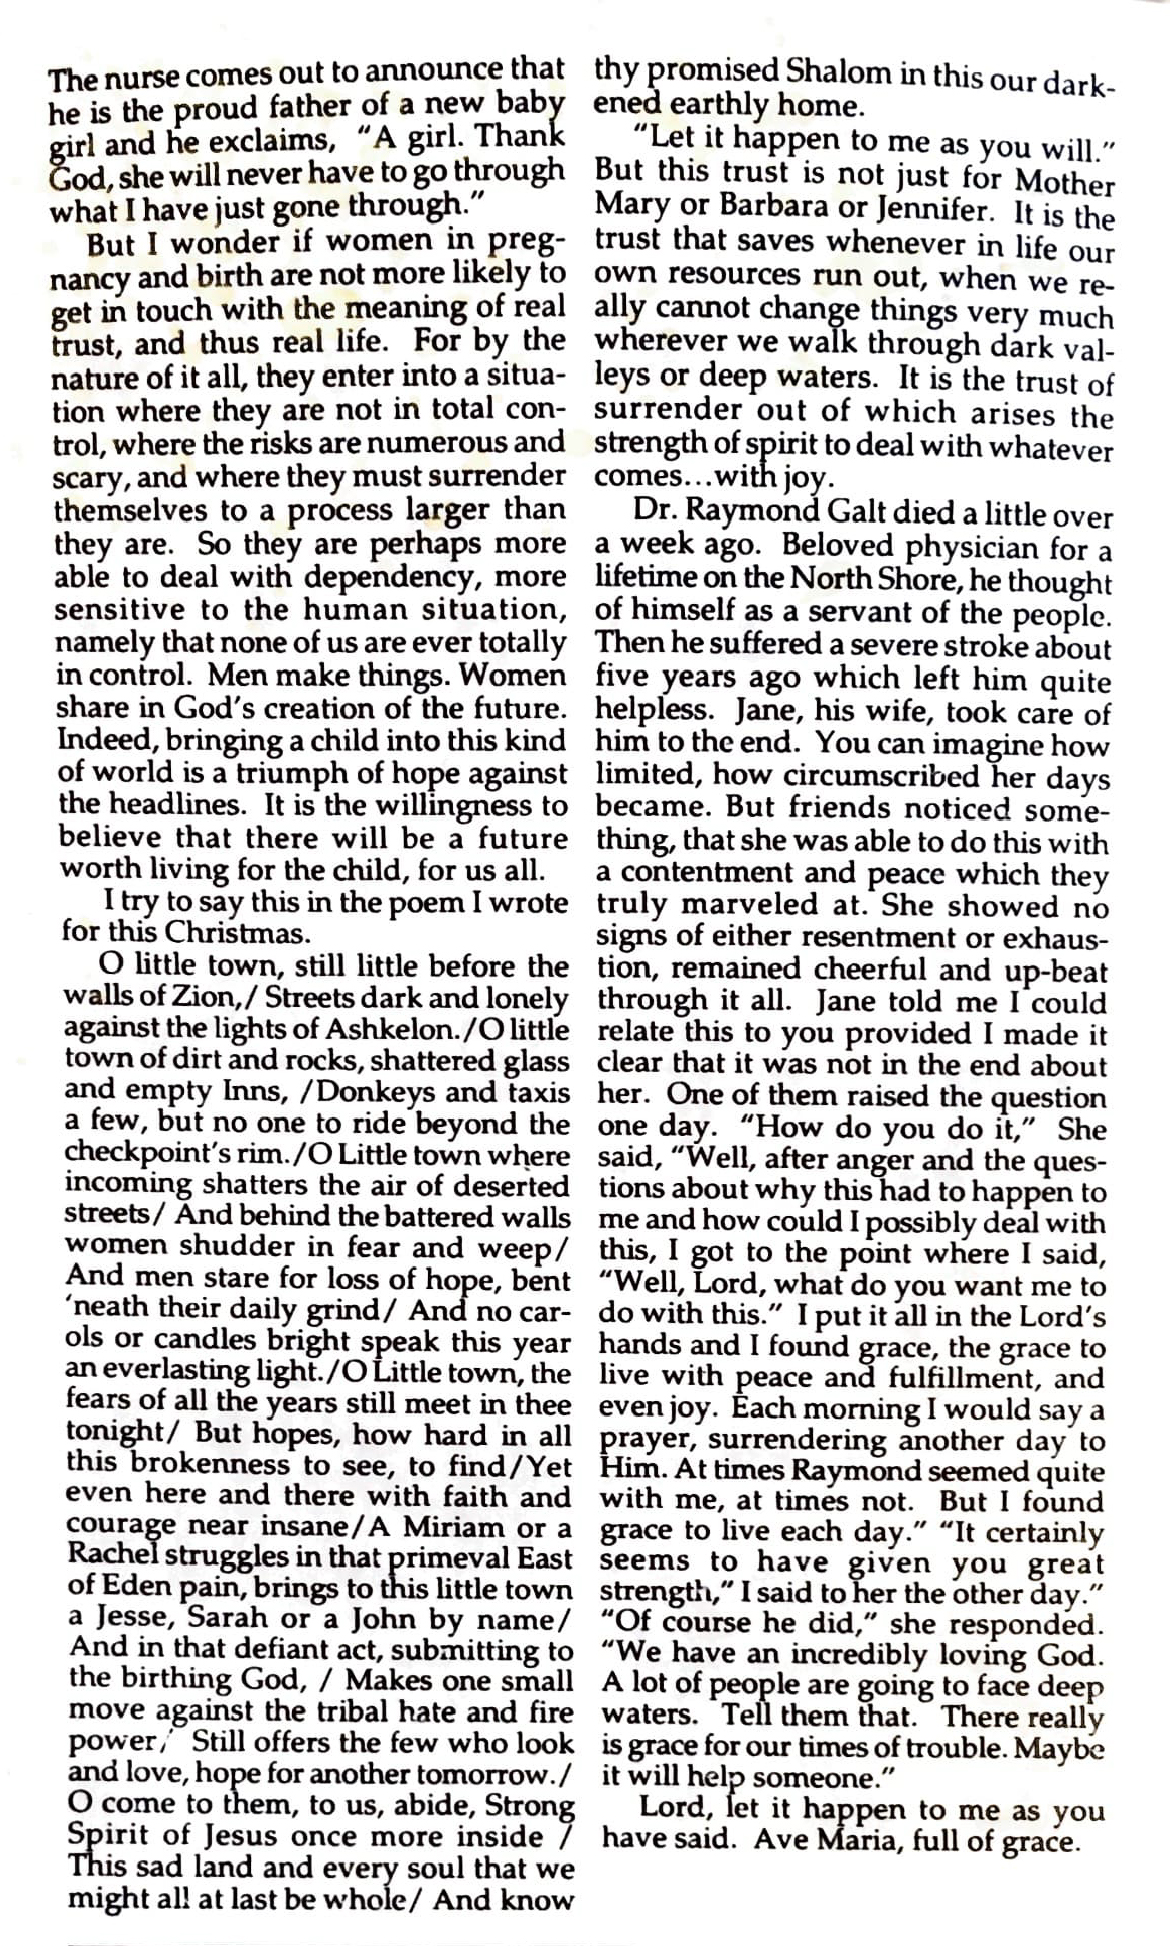 The nurse comes out to announce that
he is the proud father of a new baby
girl and he exclaims, "A girl. Thank
God, she will never have to go through
what I have just gone through."
But I wonder if women in preg-
nancy and birth are not more likely to
get in touch with the meaning of real
trust, and thus real life. For by the
nature of it all, they enter into a situa-
tion where they are not in total con-
trol, where the risks are numerous and
scary, and where they must surrender
themselves to a process larger than
they are. So they are perhaps more
able to deal with dependency, more
sensitive to the human situation,
namely that none of us are ever totally
in control. Men make things. Women
share in God's creation of the future.
Indeed, bringing a child into this kind
of world is a triumph of hope against
the headlines. It is the willingness to
believe that there will be a future
worth living for the child, for us all.
I try to say this in the poem I wrote
for this Christmas.
O little town, still little before the
walls of Zion,/ Streets dark and lonely
against the lights of Ashkelon./O little
town of dirt and rocks, shattered glass
and empty Inns, /Donkeys and taxis
a few, but no one to ride beyond the
checkpoint's rim./O Little town where
incoming shatters the air of deserted
streets/ And behind the battered walls
women shudder in fear and weep/
And men stare for loss of hope, bent
'neath their daily grind/ And no car-
ols or candles bright speak this year
an everlasting light./O Little town, the
fears of all the years still meet in thee
tonight/ But hopes, how hard in all
this brokenness to see, to find/Yet
even here and there with faith and
courage near insane/A Miriam or a
Rachel struggles in that primeval East
of Eden pain, brings to this little town
a Jesse, Sarah or a John by name/
And in that defiant act, submitting to
the birthing God, / Makes one small
move against the tribal hate and fire
power/ Still offers the few who look
and love, hope for another tomorrow./
O come to them, to us, abide, Strong
Spirit of Jesus once more inside /
This sad land and every soul that we
might all at last be whole/ And know
thy promised Shalom in this our dark-
ened earthly home.
"Let it happen to me as you will."
But this trust is not just for Mother
Mary or Barbara or Jennifer. It is the
trust that saves whenever in life our
own resources run out, when we re-
ally cannot change things very much
wherever we walk through dark val-
leys or deep waters. It is the trust of
surrender out of which arises the
strength of spirit to deal with whatever
comes...with joy.
Dr. Raymond Galt died a little over
a week ago. Beloved physician for a
lifetime on the North Shore, he thought
of himself as a servant of the people.
Then he suffered a severe stroke about
five years ago which left him quite
helpless. Jane, his wife, took care of
him to the end. You can imagine how
limited, how circumscribed her days
became. But friends noticed some-
thing, that she was able to do this with
a contentment and peace which they
truly marveled at. She showed no
signs of either resentment or exhaus-
tion, remained cheerful and up-beat
through it all. Jane told me I could
relate this to you provided I made it
clear that it was not in the end about
her. One of them raised the question
one day. "How do you do it," She
said, "Well, after anger and the ques-
tions about why this had to happen to
me and how could I possibly deal with
this, I got to the point where I said,
"Well, Lord, what do you want me to
do with this." I put it all in the Lord's
hands and I found grace, the grace to
live with peace and fulfillment, and
even joy. Each morning I would say a
prayer, surrendering another day to
Him. At times Raymond seemed quite
with me, at times not. But I found
grace to live each day." "It certainly
seems to have given you great
strength," I said to her the other day."
"Of course he did," she responded.
"We have an incredibly loving God.
A lot of people are going to face deep
waters. Tell them that. There really
is grace for our times of trouble. Maybe
it will help someone."
Lord, let it happen to me as you
have said. Ave Maria, full of grace.